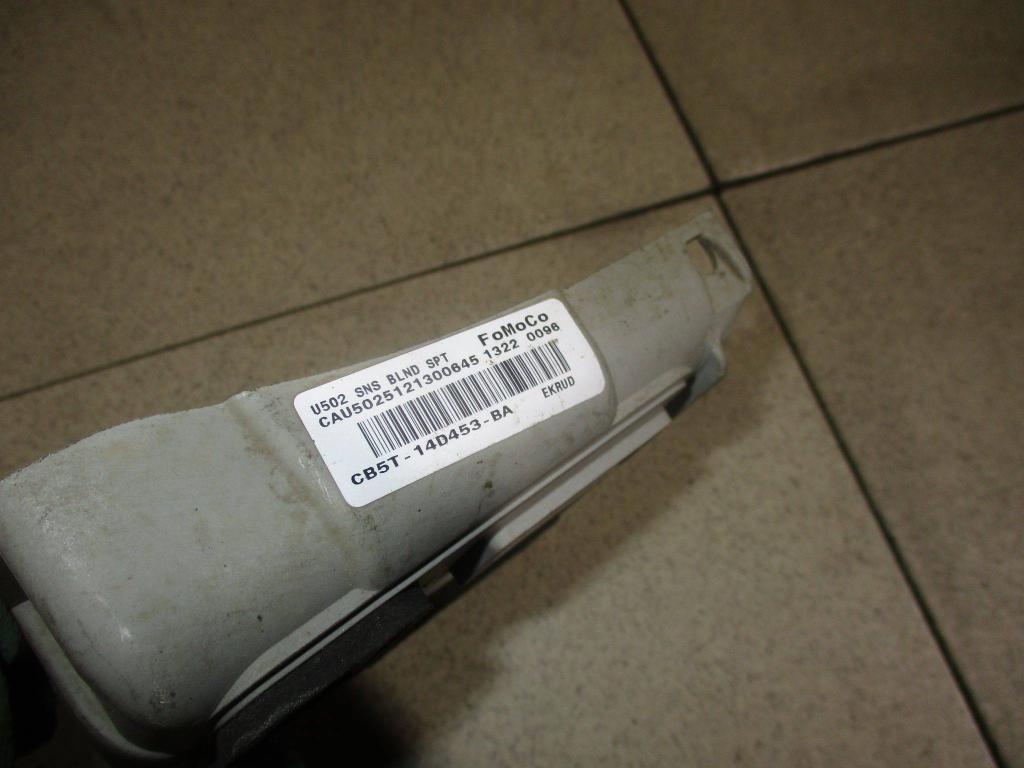 U502 SNS BLND SPT FoMoCo
CAU5025121300645 1322 0096
EKRUD
CB5T-14D453-BA